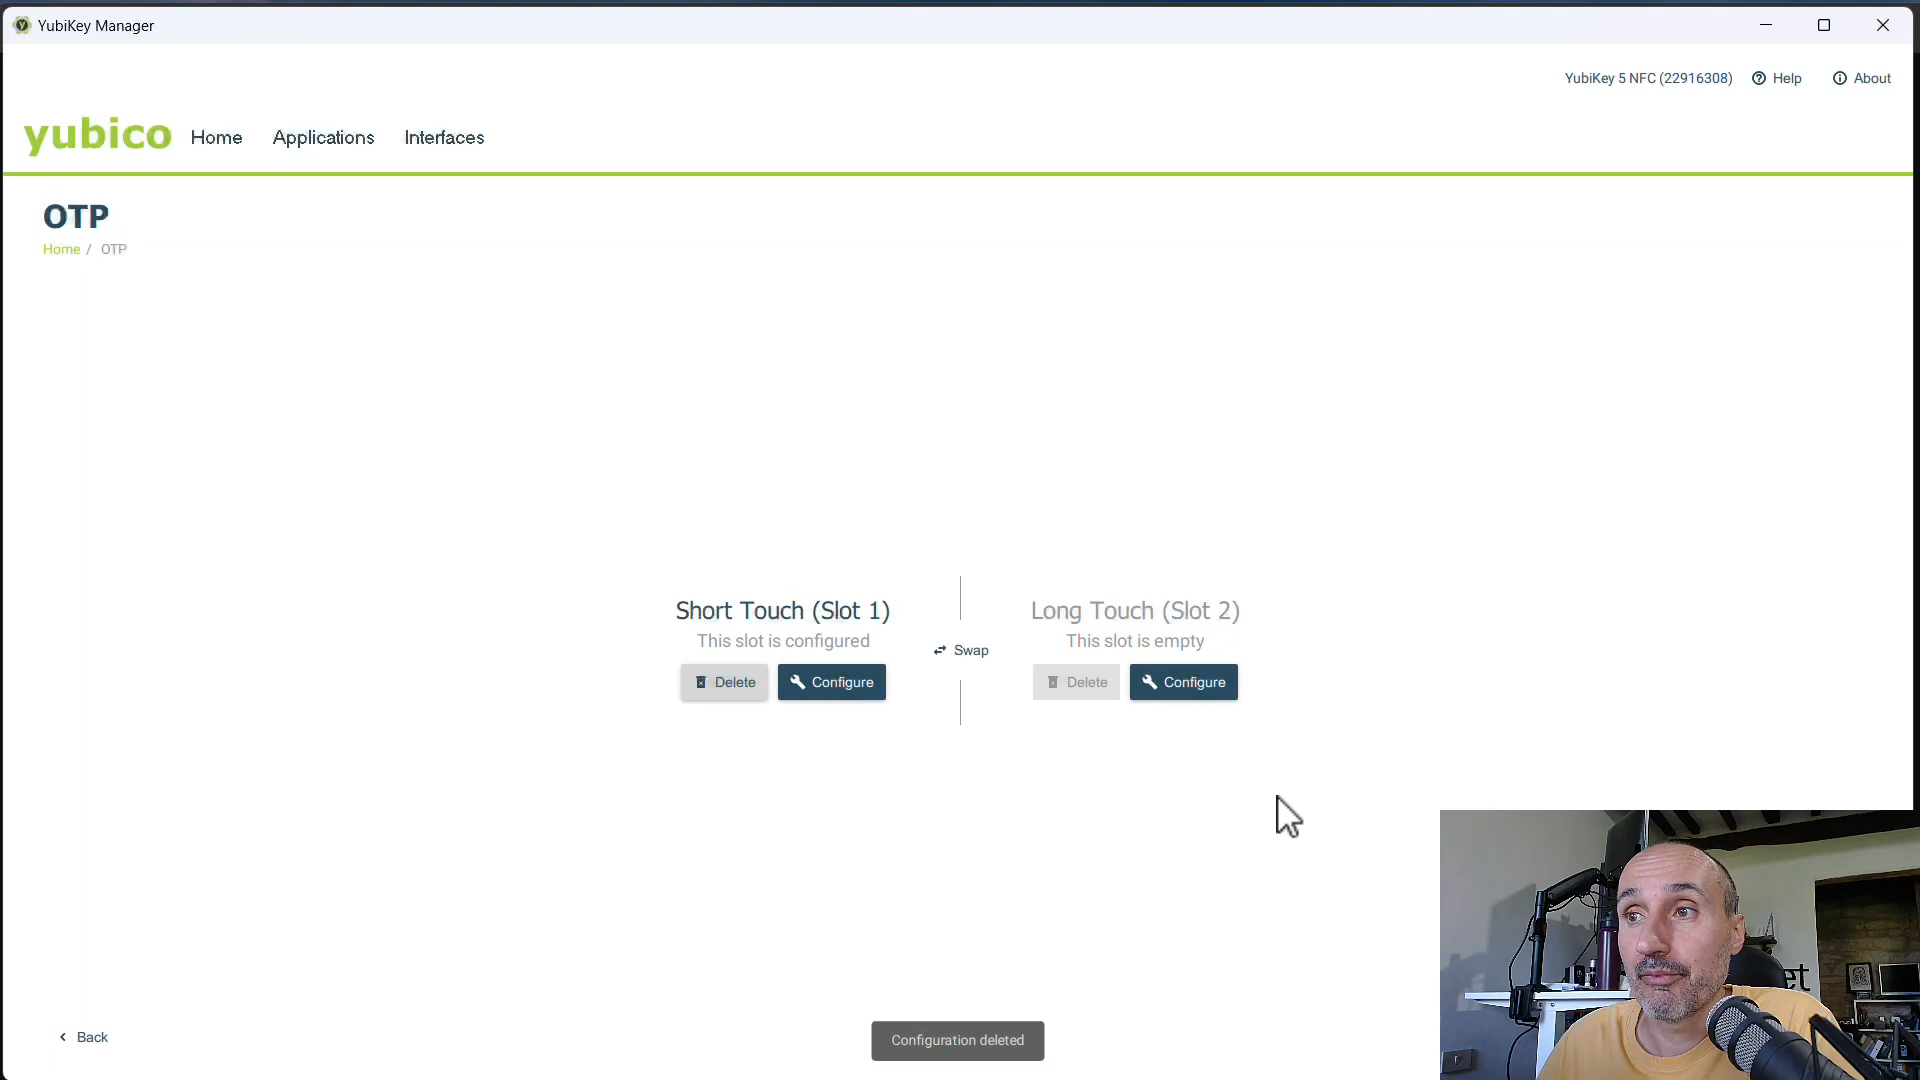 YubiKey Manager
YubiKey 5 NFC (22916308) Help About
yubico Home Applications Interfaces
OTP
Home / OTP
Short Touch (Slot 1)
This slot is configured
Delete Configure
Swap
Long Touch (Slot 2)
This slot is empty
Delete Configure
Back
Configuration deleted
et